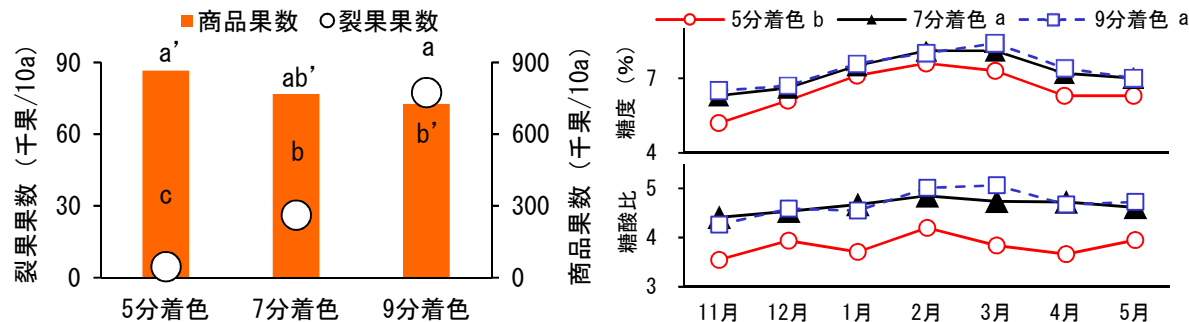 商品果数 裂果果数
90
60
30
0
裂果果数（千果/10a）
a’
ab’
a
b’
b
c
900
600
300
0
商品果数（千果/10a）
5分着色 7分着色 9分着色
5分着色 b 7分着色 a 9分着色 a
糖度（%）
7
4
糖酸比
5
4
3
11月 12月 1月 2月 3月 4月 5月